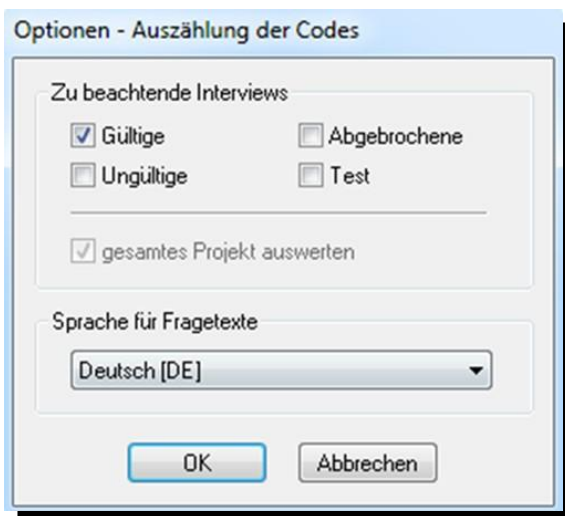 Optionen - Auszählung der Codes
Zu beachtende Interviews
Gültige Abgebrochene
Ungültige Test
gesamtes Projekt auswerten
Sprache für Fragetexte
Deutsch [DE]
OK Abbrechen